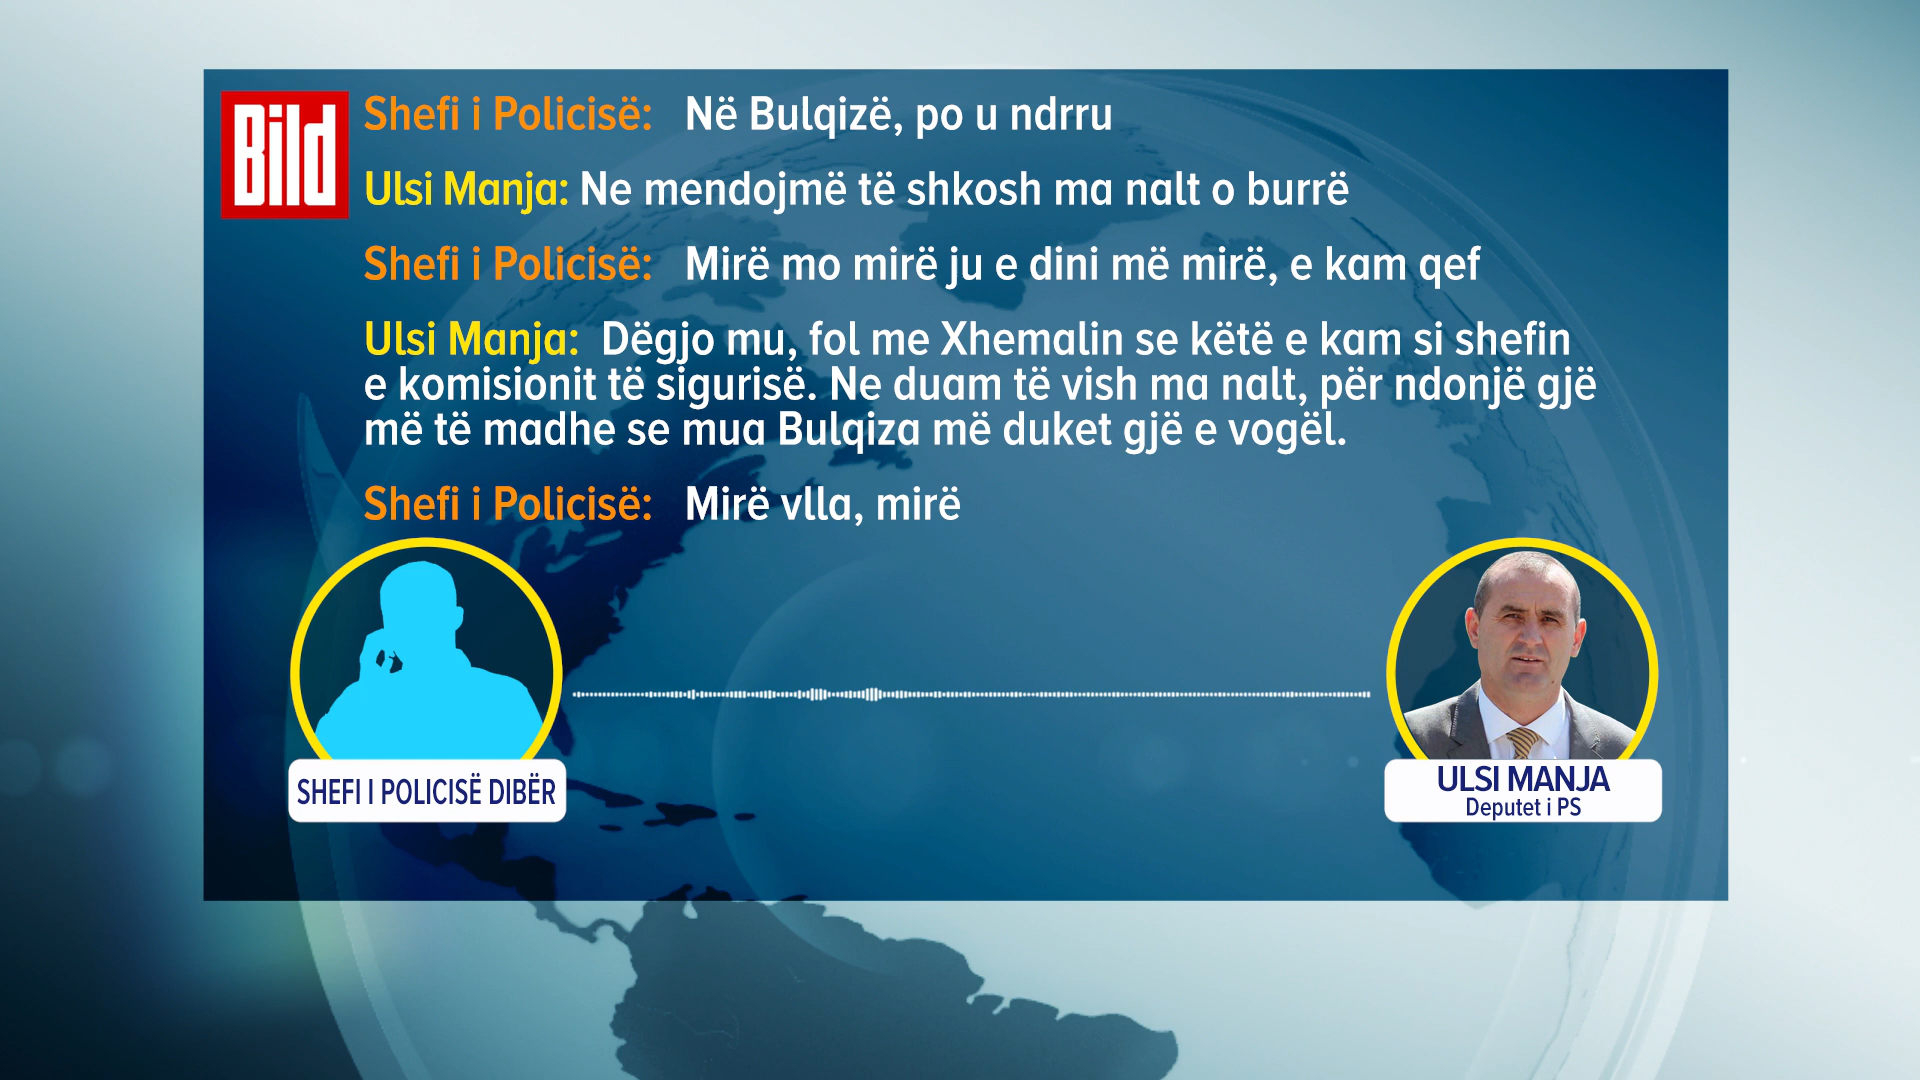 Bild
Shefi i Policisë: Në Bulqizë, po u ndrru
Ulsi Manja: Ne mendojmë të shkosh ma nalt o burrë
Shefi i Policisë: Mirë mo mirë ju e dini më mirë, e kam qef
Ulsi Manja: Dëgjo mu, fol me Xhemalin se këtë e kam si shefin
e komisionit të sigurisë. Ne duam të vish ma nalt, për ndonjë gjë
më të madhe se mua Bulqiza më duket gjë e vogël.
Shefi i Policisë: Mirë vlla, mirë
SHEFI I POLICISË DIBËR
ULSI MANJA
Deputet i PS